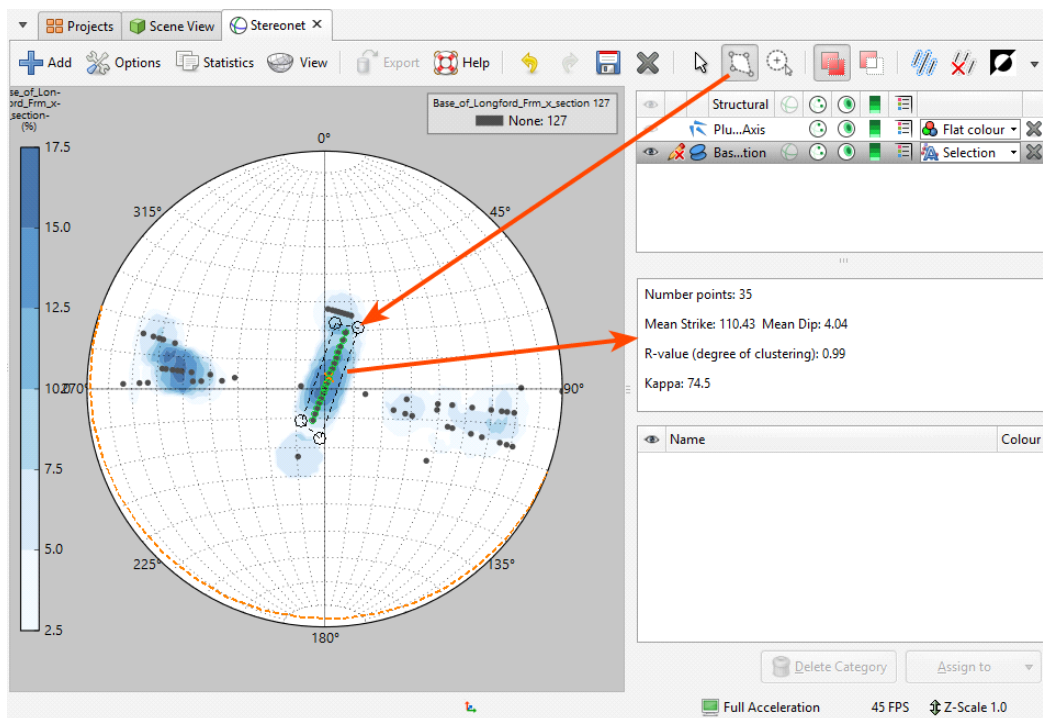 Projects Scene View Stereonet ×
Add Options Statistics View Export Help
se_of_Lon-
ord_Frm_x-
section-
(%)
17.5
15.0
12.5
10.0
7.5
5.0
2.5
Base_of_Longford_Frm_x_section 127
None: 127
0°
45°
90°
135°
180°
225°
270°
315°
Structural
Plu...Axis Flat colour
Bas...tion Selection
Number points: 35
Mean Strike: 110.43 Mean Dip: 4.04
R-value (degree of clustering): 0.99
Kappa: 74.5
Name Colour
Delete Category Assign to
Full Acceleration 45 FPS Z-Scale 1.0